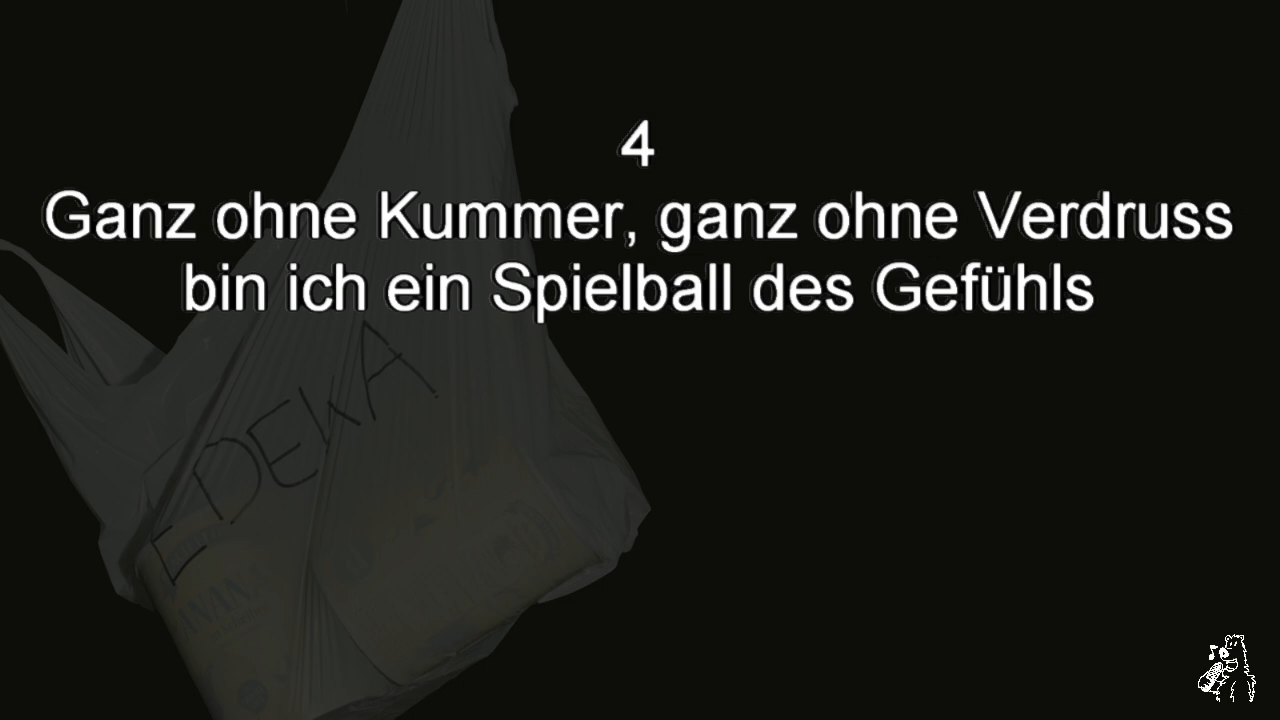 4
Ganz ohne Kummer, ganz ohne Verdruss
bin ich ein Spielball des Gefühls
EDEKA